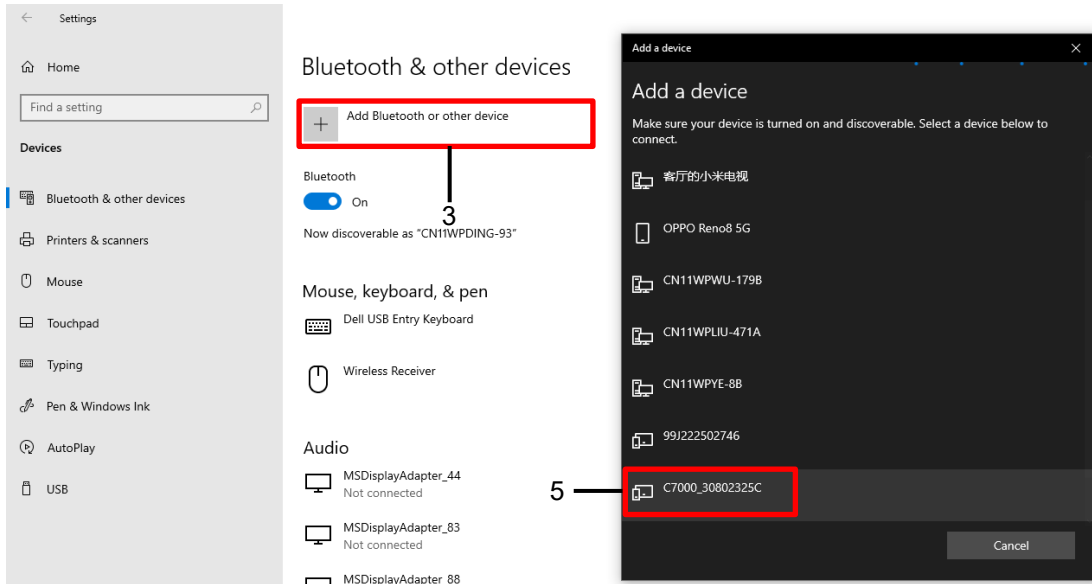 Settings
Home
Find a setting
Devices
Bluetooth & other devices
Printers & scanners
Mouse
Touchpad
Typing
Pen & Windows Ink
AutoPlay
USB
Bluetooth & other devices
Add Bluetooth or other device
3
Bluetooth
On
Now discoverable as "CN11WPDING-93"
Mouse, keyboard, & pen
Dell USB Entry Keyboard
Wireless Receiver
Audio
MSDisplayAdapter_44
Not connected
MSDisplayAdapter_83
Not connected
MSDisplayAdapter_88
Add a device
Add a device
Make sure your device is turned on and discoverable. Select a device below to
connect.
客厅的小米电视
OPPO Reno8 5G
CN11WPWU-179B
CN11WPLIU-471A
CN11WPYE-8B
99J222502746
5
C7000_30802325C
Cancel